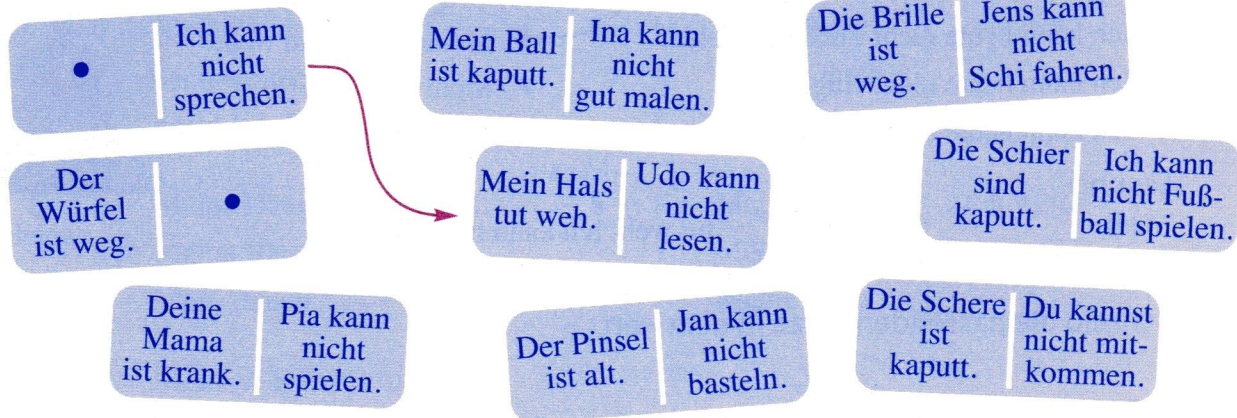 Ich kann
nicht
sprechen.
Mein Ball
ist kaputt.
Ina kann
nicht
gut malen.
Die Brille
ist
weg.
Jens kann
nicht
Schi fahren.
Der
Würfel
ist weg.
Mein Hals
tut weh.
Udo kann
nicht
lesen.
Die Schier
sind
kaputt.
Ich kann
nicht Fuß-
ball spielen.
Deine
Mama
ist krank.
Pia kann
nicht
spielen.
Der Pinsel
ist alt.
Jan kann
nicht
basteln.
Die Schere
ist
kaputt.
Du kannst
nicht mit-
kommen.